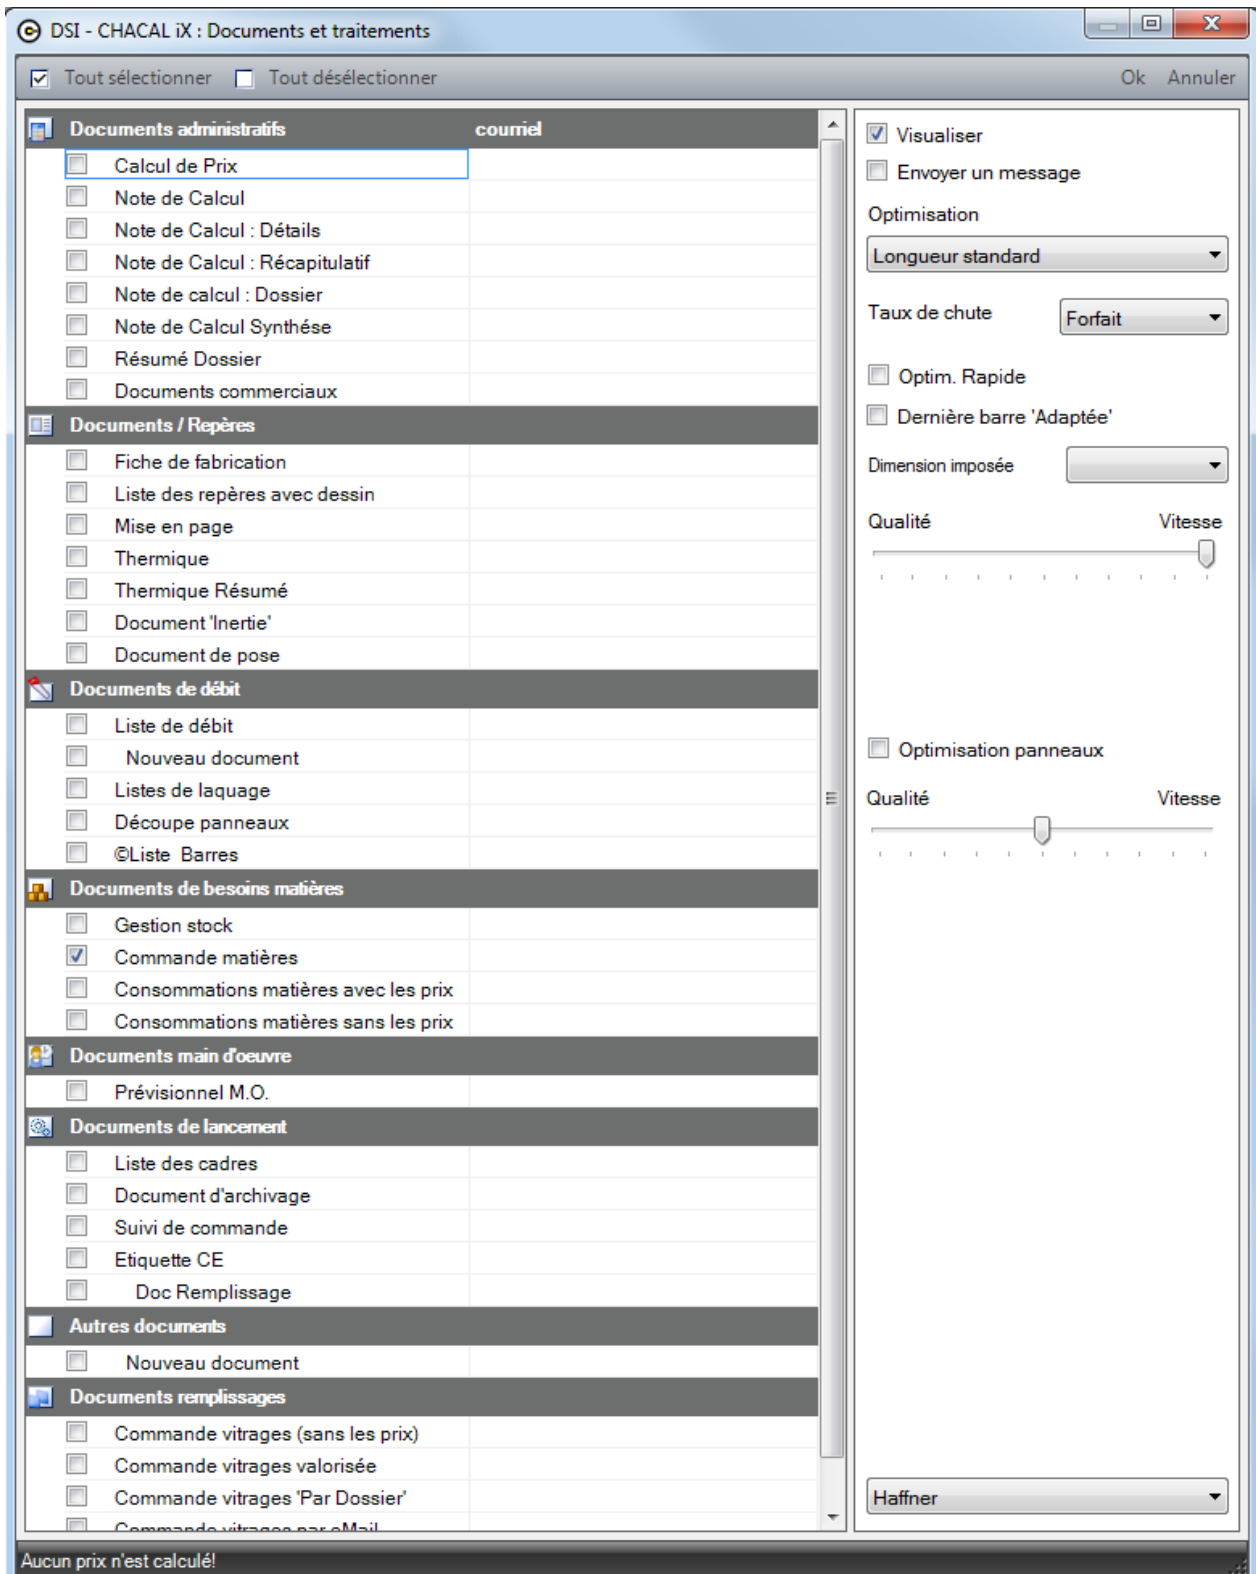 DSI - CHACAL iX : Documents et traitements
Tout sélectionner Tout désélectionner Ok Annuler
Documents administratifs courriel
Calcul de Prix
Note de Calcul
Note de Calcul : Détails
Note de Calcul : Récapitulatif
Note de calcul : Dossier
Note de Calcul Synthése
Résumé Dossier
Documents commerciaux
Documents / Repères
Fiche de fabrication
Liste des repères avec dessin
Mise en page
Thermique
Thermique Résumé
Document 'Inertie'
Document de pose
Documents de débit
Liste de débit
Nouveau document
Listes de laquage
Découpe panneaux
©Liste Barres
Documents de besoins matières
Gestion stock
Commande matières
Consommations matières avec les prix
Consommations matières sans les prix
Documents main d'oeuvre
Prévisionnel M.O.
Documents de lancement
Liste des cadres
Document d'archivage
Suivi de commande
Etiquette CE
Doc Remplissage
Autres documents
Nouveau document
Documents remplissages
Commande vitrages (sans les prix)
Commande vitrages valorisée
Commande vitrages 'Par Dossier'
Commande vitrages par eMail
Visualiser
Envoyer un message
Optimisation
Longueur standard
Taux de chute Forfait
Optim. Rapide
Dernière barre 'Adaptée'
Dimension imposée
Qualité Vitesse
Optimisation panneaux
Qualité Vitesse
Haffner
Aucun prix n'est calculé!